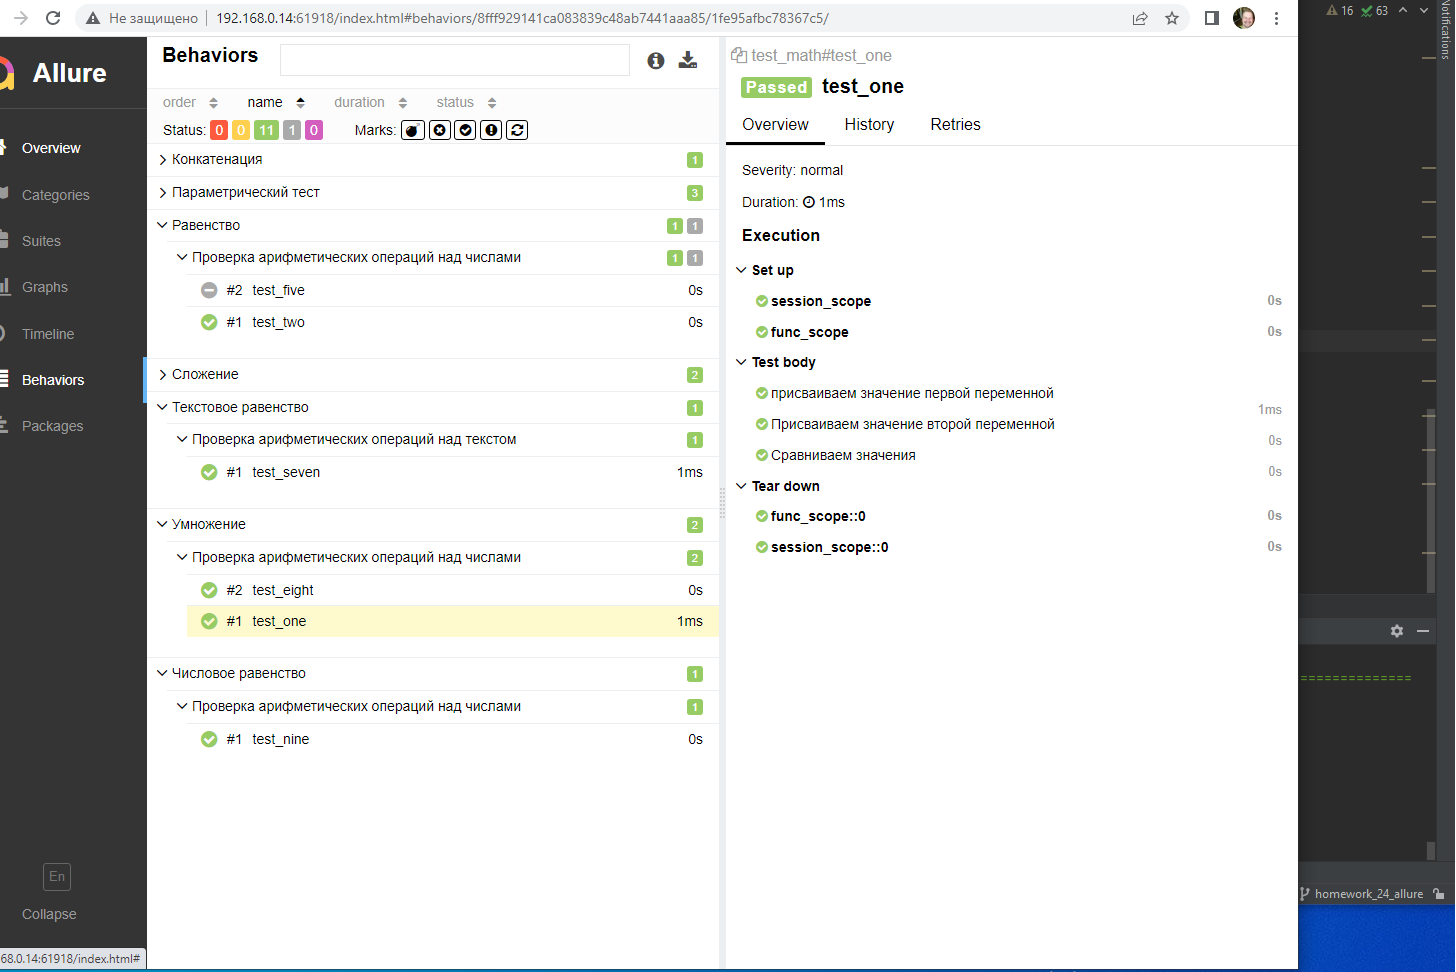 Не защищено 192.168.0.14:61918/index.html#behaviors/8fff929141ca083839c48ab7441aaa85/1fe95afbc78367c5/
Allure
Overview
Categories
Suites
Graphs
Timeline
Behaviors
Packages
En
Collapse
68.0.14:61918/index.html#
Behaviors
order name duration status
Status: 0 0 11 1 0 Marks:
Конкатенация 1
Параметрический тест 3
Равенство 1 1
Проверка арифметических операций над числами 1 1
#2 test_five 0s
#1 test_two 0s
Сложение 2
Текстовое равенство 1
Проверка арифметических операций над текстом 1
#1 test_seven 1ms
Умножение 2
Проверка арифметических операций над числами 2
#2 test_eight 0s
#1 test_one 1ms
Числовое равенство 1
Проверка арифметических операций над числами 1
#1 test_nine 0s
test_math#test_one
Passed test_one
Overview History Retries
Severity: normal
Duration: 1ms
Execution
Set up
session_scope 0s
func_scope 0s
Test body
присваиваем значение первой переменной
1ms
Присваиваем значение второй переменной
0s
Сравниваем значения
0s
Tear down
func_scope::0 0s
session_scope::0 0s
16 63
Notifications
==============
homework_24_allure